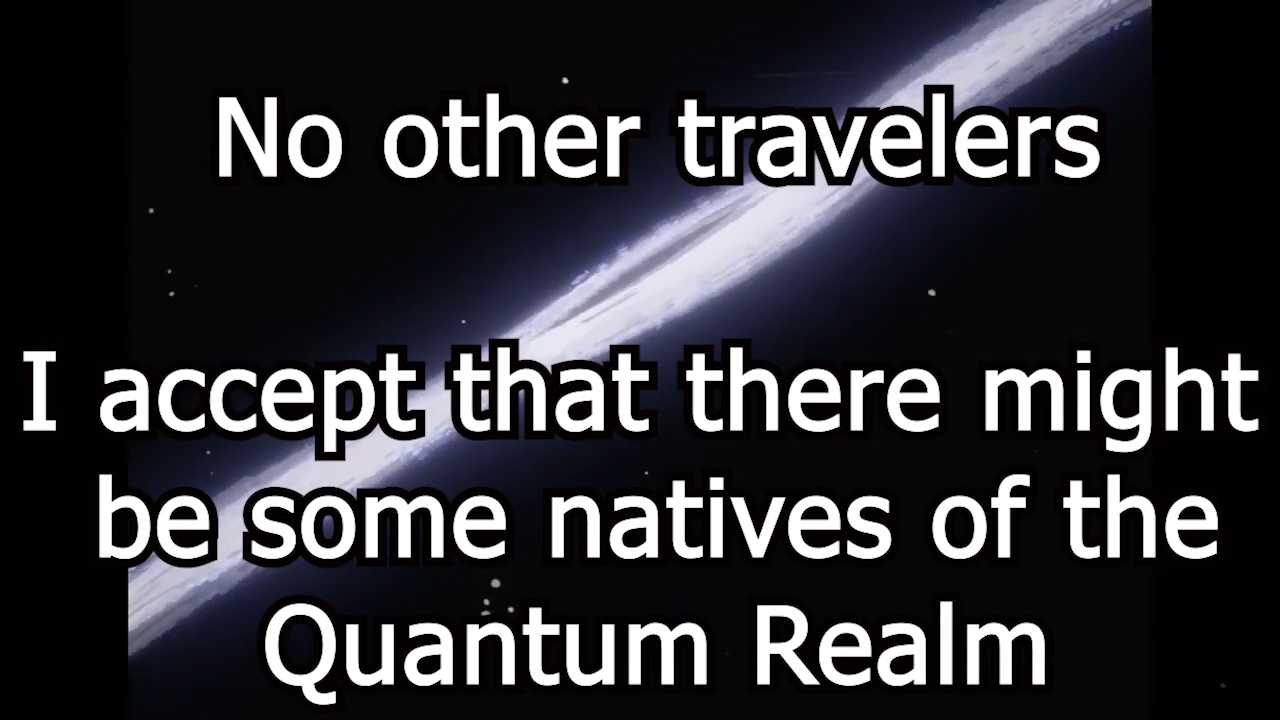 No other travelers
I accept that there might
be some natives of the
Quantum Realm